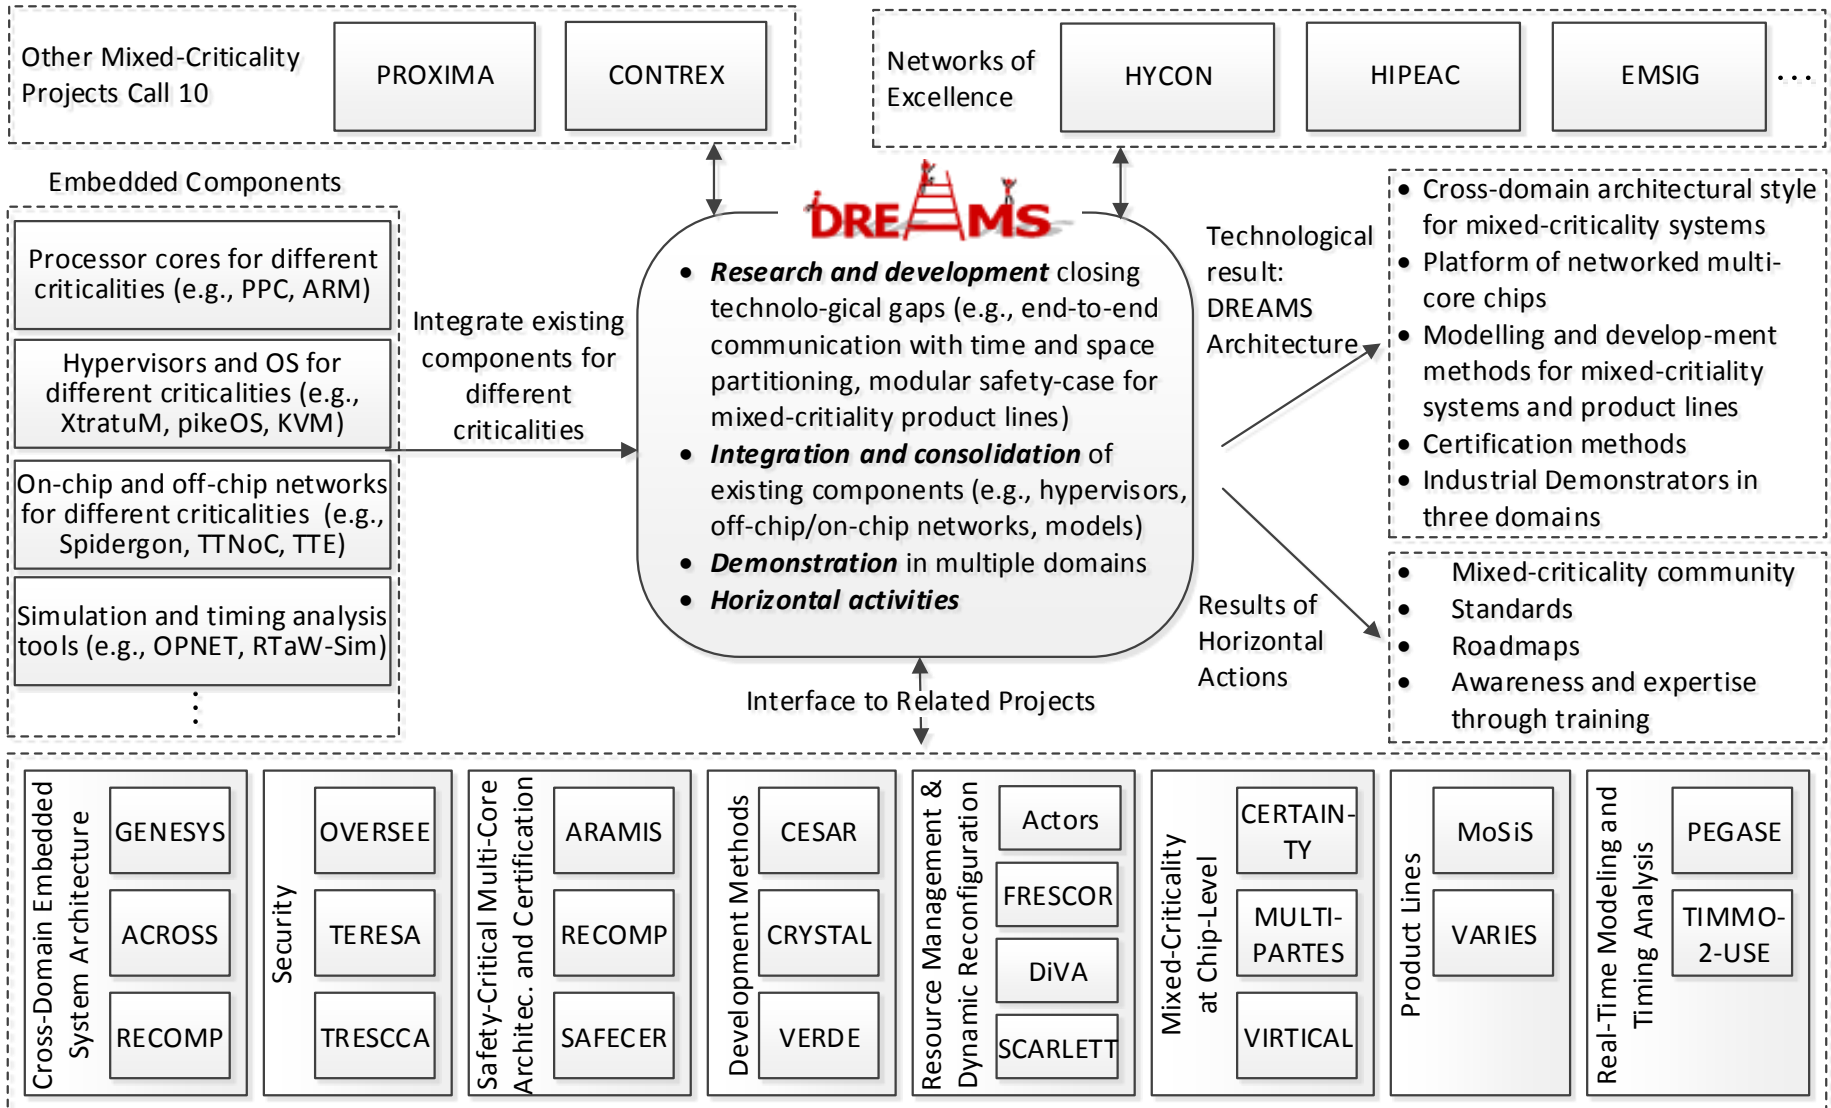 Other Mixed-Criticality
Projects Call 10
PROXIMA
CONTREX
Networks of
Excellence
HYCON
HIPEAC
EMSIG
...
Embedded Components
Processor cores for different
criticalities (e.g., PPC, ARM)
Hypervisors and OS for
different criticalities (e.g.,
XtratuM, pikeOS, KVM)
On-chip and off-chip networks
for different criticalities (e.g.,
Spidergon, TTNoC, TTE)
Simulation and timing analysis
tools (e.g., OPNET, RTaW-Sim)
...
Integrate existing
components for
different
criticalities
DREAMS
• Research and development closing
technolo-gical gaps (e.g., end-to-end
communication with time and space
partitioning, modular safety-case for
mixed-critiality product lines)
• Integration and consolidation of
existing components (e.g., hypervisors,
off-chip/on-chip networks, models)
• Demonstration in multiple domains
• Horizontal activities
Technological
result:
DREAMS
Architecture
• Cross-domain architectural style
for mixed-criticality systems
• Platform of networked multi-
core chips
• Modelling and develop-ment
methods for mixed-critiality
systems and product lines
• Certification methods
• Industrial Demonstrators in
three domains
Results of
Horizontal
Actions
• Mixed-criticality community
• Standards
• Roadmaps
• Awareness and expertise
through training
Interface to Related Projects
Cross-Domain Embedded
System Architecture
GENESYS
ACROSS
RECOMP
Security
OVERSEE
TERESA
TRESCCA
Safety-Critical Multi-Core
Architec. and Certification
ARAMIS
RECOMP
SAFECER
Development Methods
CESAR
CRYSTAL
VERDE
Resource Management &
Dynamic Reconfiguration
Actors
FRESCOR
DiVA
SCARLETT
Mixed-Criticality
at Chip-Level
CERTAIN-
TY
MULTI-
PARTES
VIRTICAL
Product Lines
MoSiS
VARIES
Real-Time Modeling and
Timing Analysis
PEGASE
TIMMO-
2-USE